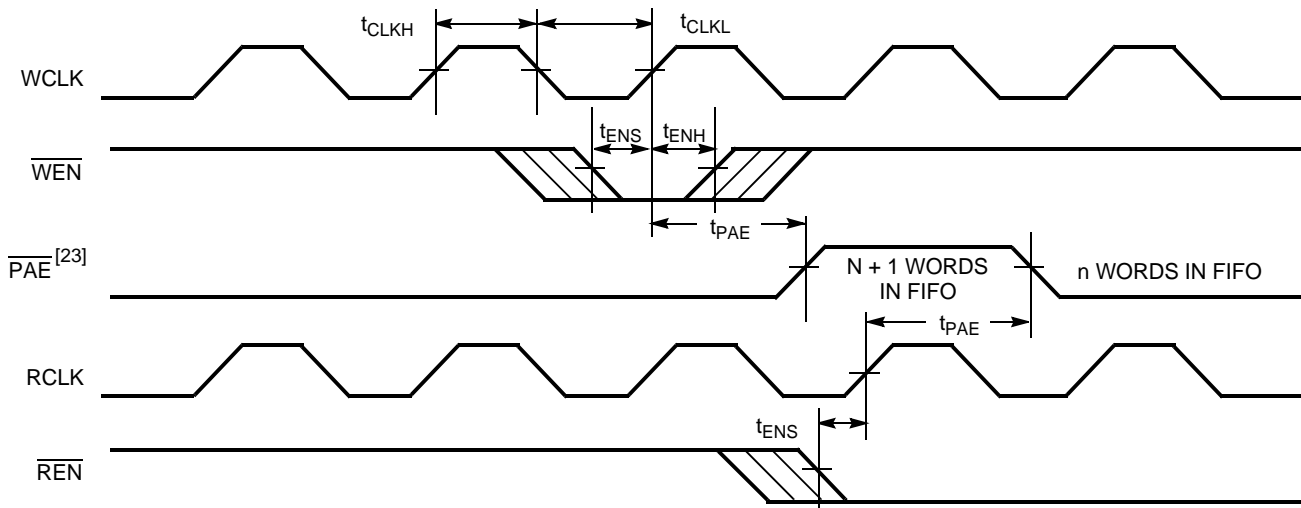 tCLKH
tCLKL
WCLK
tENS
tENH
WEN
tPAE
PAE[23]
N + 1 WORDS
IN FIFO
n WORDS IN FIFO
tPAE
RCLK
tENS
REN